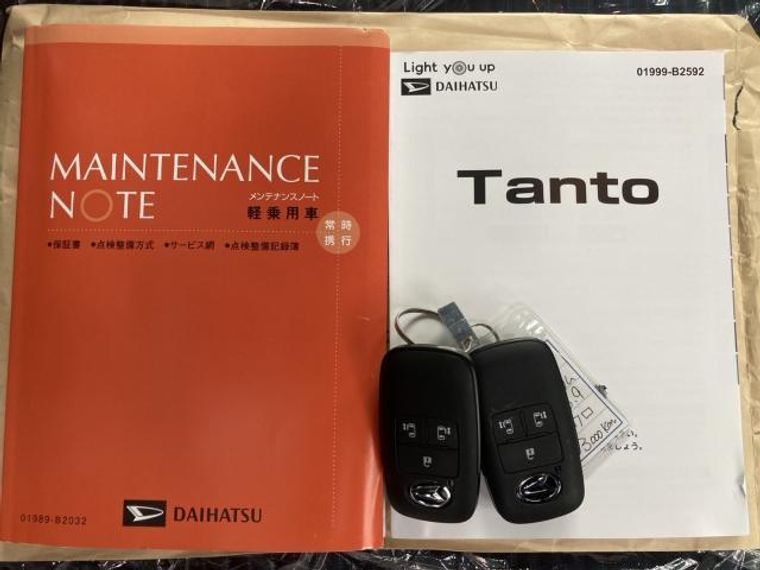 MAINTENANCE
NOTE
メンテナンスノート
軽乗用車
常時
携行
●保証書 ●点検整備方式 ●サービス網 ●点検整備記録簿
01989-B2032
DAIHATSU
Light you up
DAIHATSU
01999-B2592
Tanto